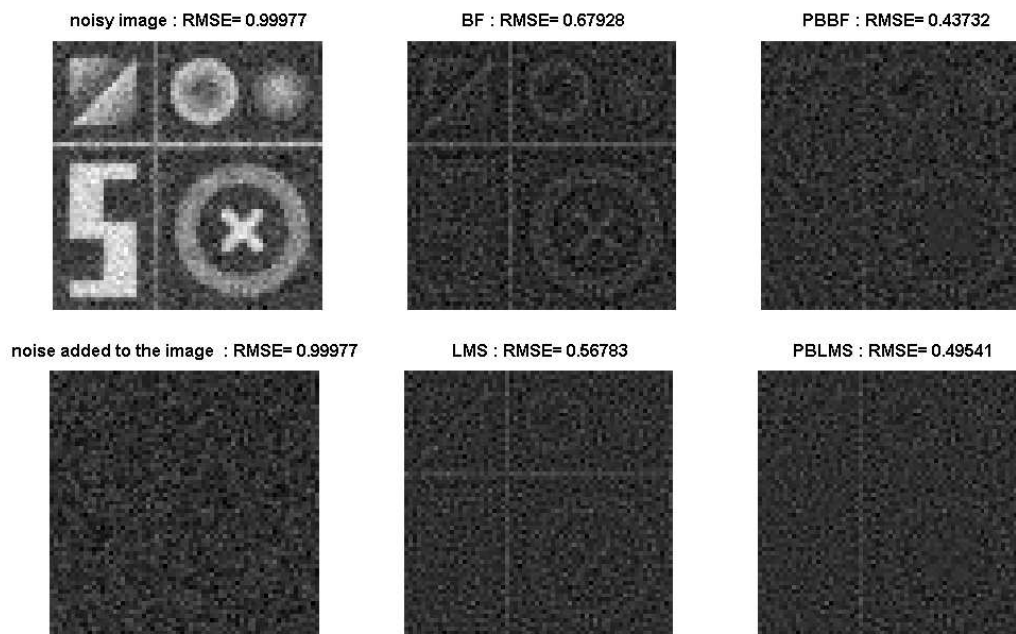 noisy image : RMSE= 0.99977
BF : RMSE= 0.67928
PBBF : RMSE= 0.43732
noise added to the image : RMSE= 0.99977
LMS : RMSE= 0.56783
PBLMS : RMSE= 0.49541